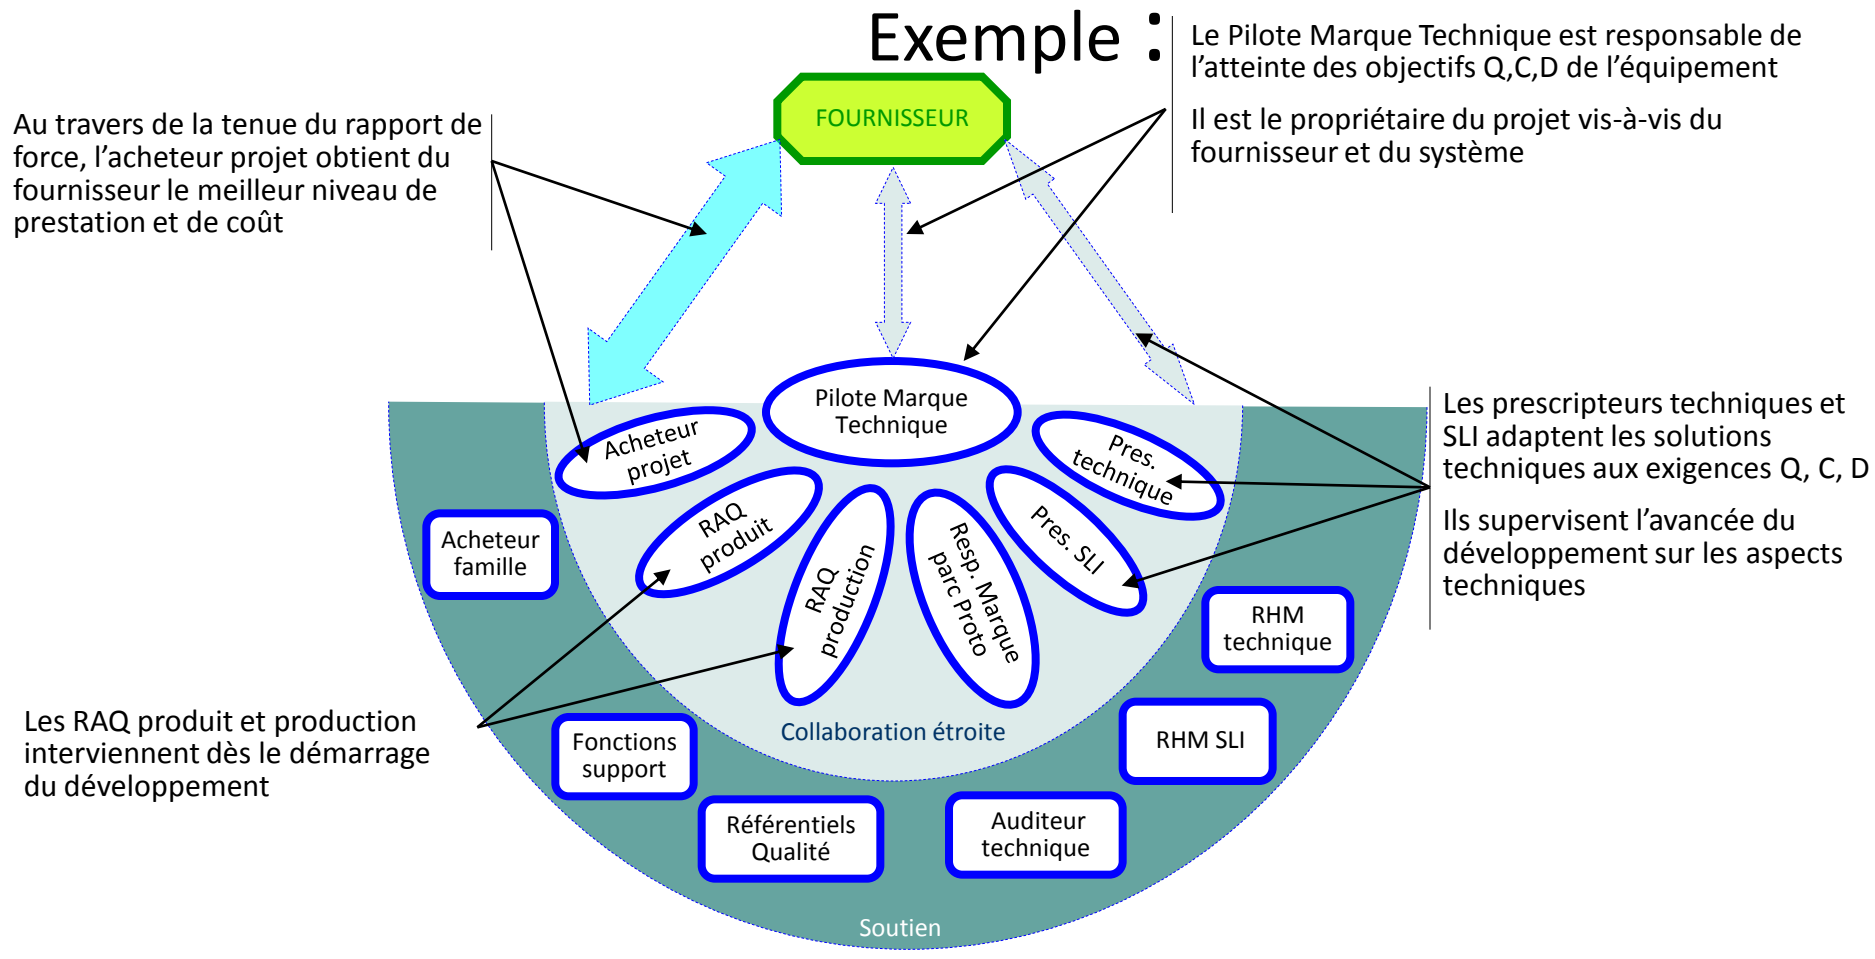 Exemple :
Le Pilote Marque Technique est responsable de
l’atteinte des objectifs Q,C,D de l’équipement
Il est le propriétaire du projet vis-à-vis du
fournisseur et du système
FOURNISSEUR
Au travers de la tenue du rapport de
force, l’acheteur projet obtient du
fournisseur le meilleur niveau de
prestation et de coût
Pilote Marque
Technique
Acheteur
projet
RAQ
produit
RAQ
production
Resp. Marque
parc Proto
Pres. SLI
Pres.
technique
Les prescripteurs techniques et
SLI adaptent les solutions
techniques aux exigences Q, C, D
Ils supervisent l’avancée du
développement sur les aspects
techniques
Acheteur
famille
RHM
technique
Les RAQ produit et production
interviennent dès le démarrage
du développement
Collaboration étroite
Fonctions
support
RHM SLI
Référentiels
Qualité
Auditeur
technique
Soutien